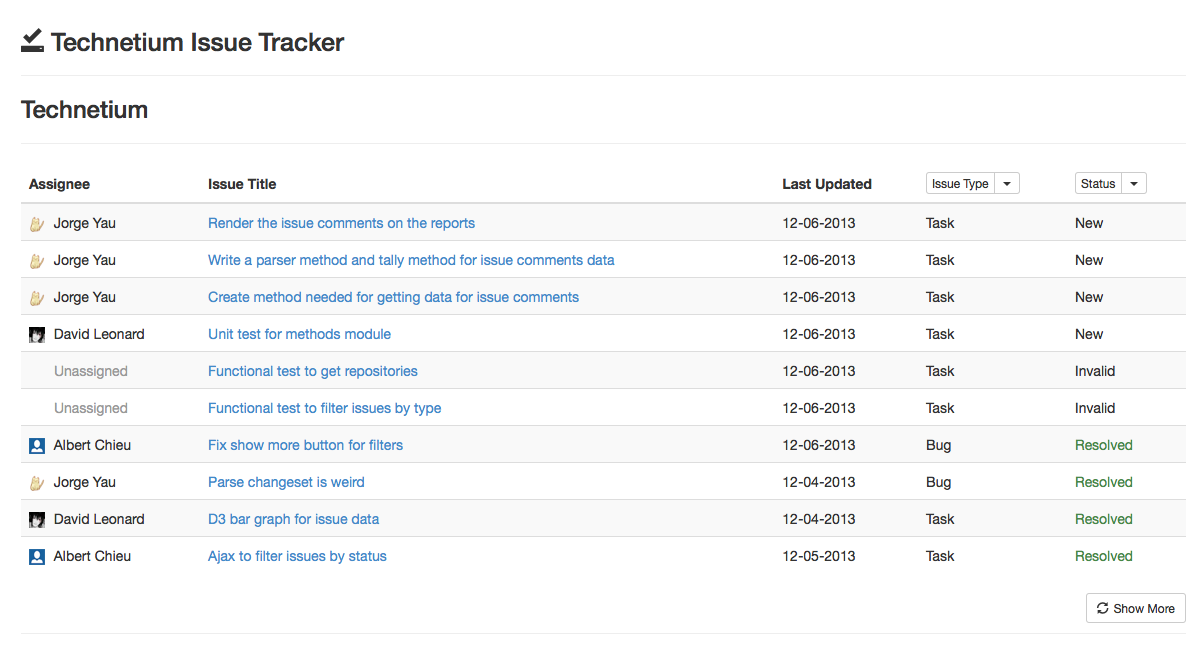 Technetium Issue Tracker
Technetium
Assignee Issue Title Last Updated Issue Type Status
Jorge Yau Render the issue comments on the reports 12-06-2013 Task New
Jorge Yau Write a parser method and tally method for issue comments data 12-06-2013 Task New
Jorge Yau Create method needed for getting data for issue comments 12-06-2013 Task New
David Leonard Unit test for methods module 12-06-2013 Task New
Unassigned Functional test to get repositories 12-06-2013 Task Invalid
Unassigned Functional test to filter issues by type 12-06-2013 Task Invalid
Albert Chieu Fix show more button for filters 12-06-2013 Bug Resolved
Jorge Yau Parse changeset is weird 12-04-2013 Bug Resolved
David Leonard D3 bar graph for issue data 12-04-2013 Task Resolved
Albert Chieu Ajax to filter issues by status 12-05-2013 Task Resolved
Show More